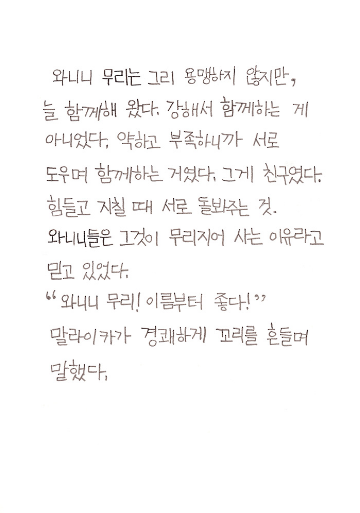 와니니 무리는 그리 용맹하지 않지만,
늘 함께해 왔다. 강해서 함께하는 게
아니었다. 약하고 부족하니까 서로
도우며 함께하는 거였다. 그게 친구였다.
힘들고 지칠 때 서로 돌봐주는 것.
와니니들은 그것이 무리지어 사는 이유라고
믿고 있었다.
“와니니 무리! 이름부터 좋다!”
말라이카가 경쾌하게 꼬리를 흔들며
말했다.